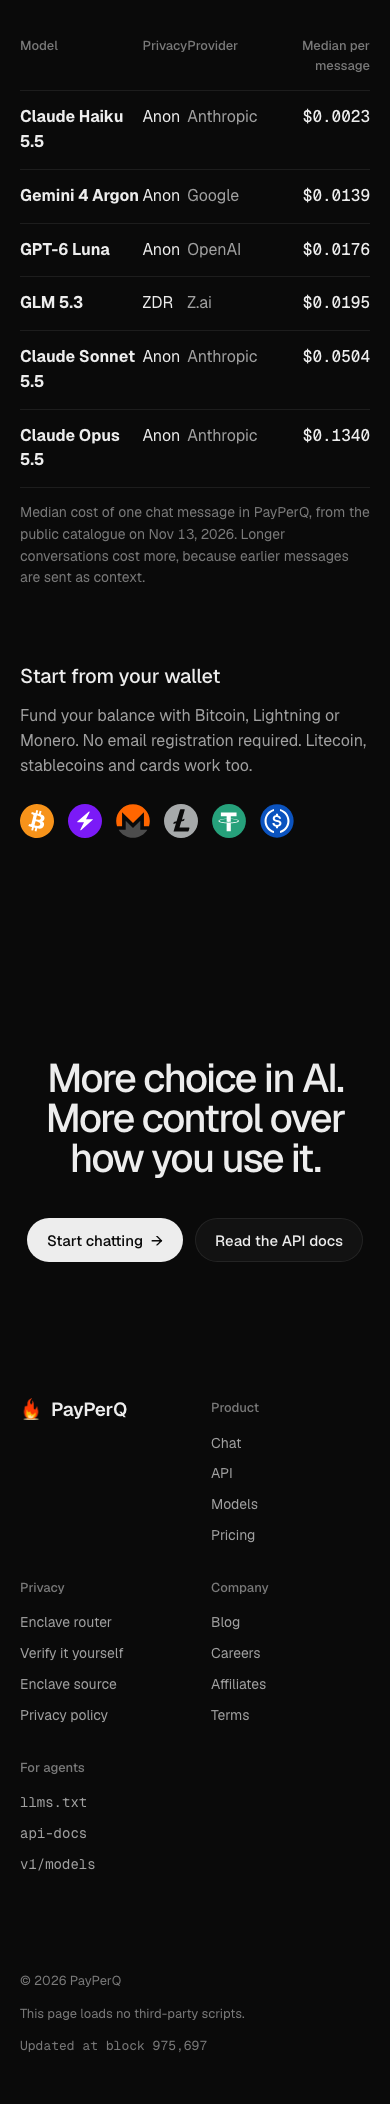 Model Privacy Provider Median per
message
Claude Haiku Anon Anthropic $0.0023
5.5
Gemini 4 Argon Anon Google $0.0139
GPT-6 Luna Anon OpenAI $0.0176
GLM 5.3 ZDR Z.ai $0.0195
Claude Sonnet Anon Anthropic $0.0504
5.5
Claude Opus Anon Anthropic $0.1340
5.5
Median cost of one chat message in PayPerQ, from the
public catalogue on Nov 13, 2026. Longer
conversations cost more, because earlier messages
are sent as context.
Start from your wallet
Fund your balance with Bitcoin, Lightning or
Monero. No email registration required. Litecoin,
stablecoins and cards work too.
More choice in AI.
More control over
how you use it.
Start chatting →
Read the API docs
PayPerQ
Product
Chat
API
Models
Pricing
Privacy
Enclave router
Verify it yourself
Enclave source
Privacy policy
Company
Blog
Careers
Affiliates
Terms
For agents
llms.txt
api-docs
v1/models
© 2026 PayPerQ
This page loads no third-party scripts.
Updated at block 975,697